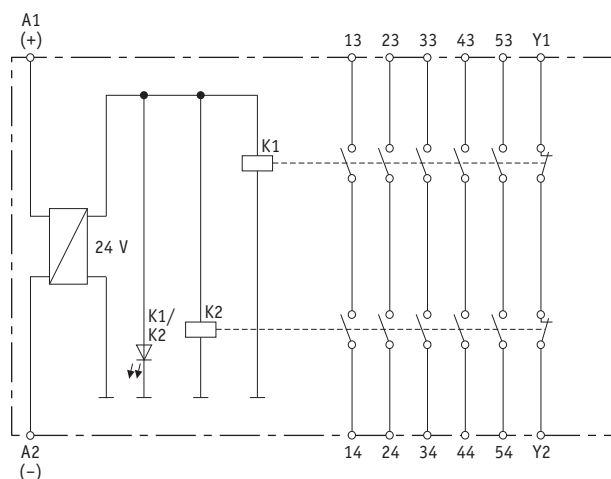 A1
(+)
13 23 33 43 53 Y1
K1
24 V
K1/
K2
K2
A2
(−)
14 24 34 44 54 Y2